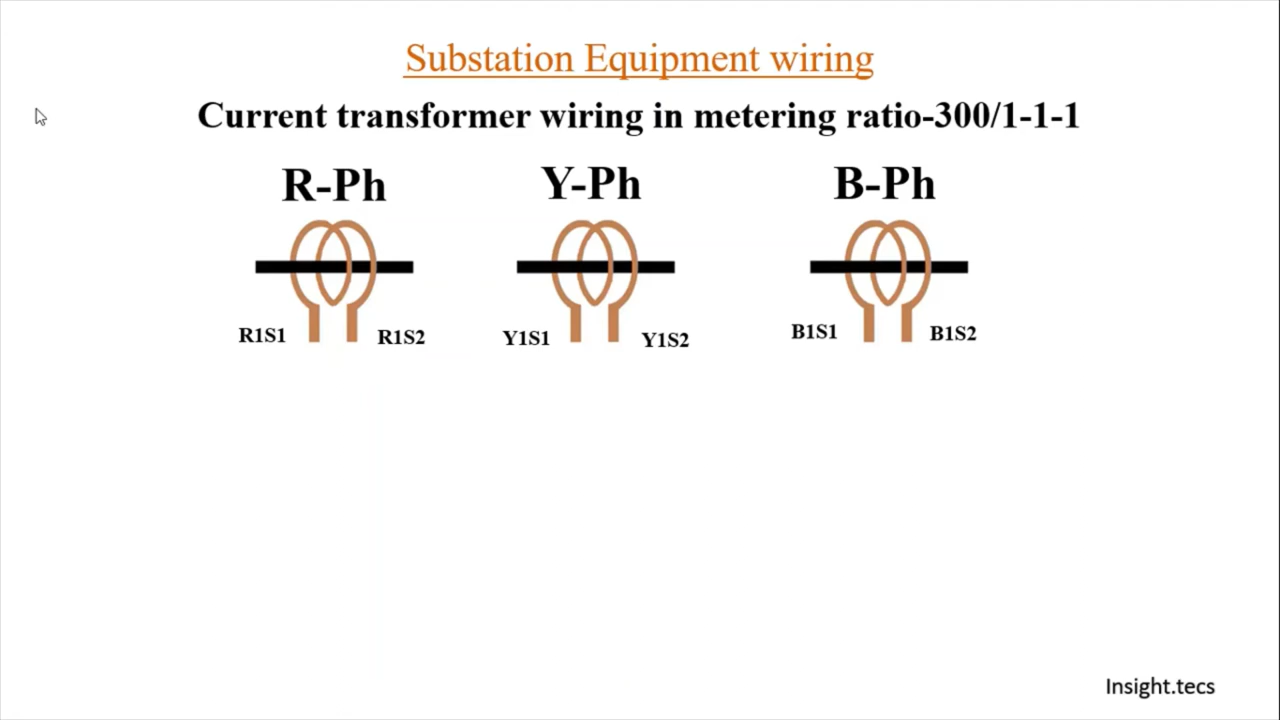 Substation Equipment wiring
Current transformer wiring in metering ratio-300/1-1-1
R-Ph Y-Ph B-Ph
R1S1 R1S2 Y1S1 Y1S2 B1S1 B1S2
Insight.tecs